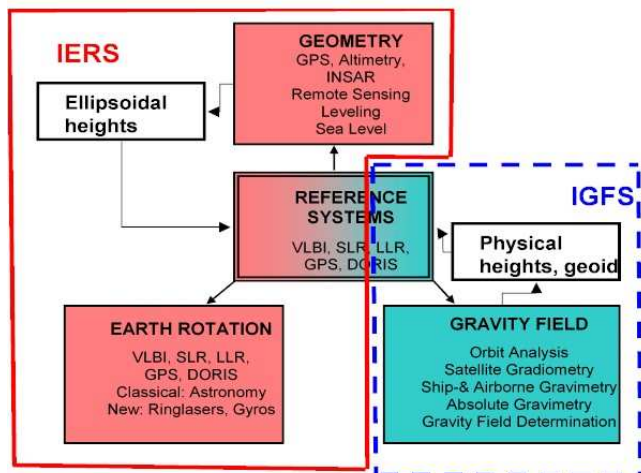 IERS
GEOMETRY
GPS, Altimetry,
INSAR
Remote Sensing
Leveling
Sea Level
Ellipsoidal
heights
REFERENCE
SYSTEMS
VLBI, SLR, LLR,
GPS, DORIS
IGFS
Physical
heights, geoid
EARTH ROTATION
VLBI, SLR, LLR,
GPS, DORIS
Classical: Astronomy
New: Ringlasers, Gyros
GRAVITY FIELD
Orbit Analysis
Satellite Gradiometry
Ship-& Airborne Gravimetry
Absolute Gravimetry
Gravity Field Determination